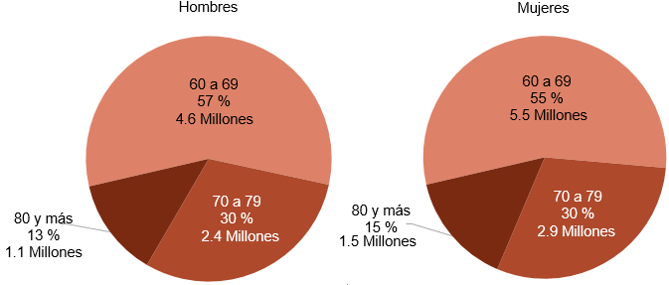 Hombres
60 a 69
57 %
4.6 Millones
70 a 79
30 %
2.4 Millones
80 y más
13 %
1.1 Millones
Mujeres
60 a 69
55 %
5.5 Millones
70 a 79
30 %
2.9 Millones
80 y más
15 %
1.5 Millones